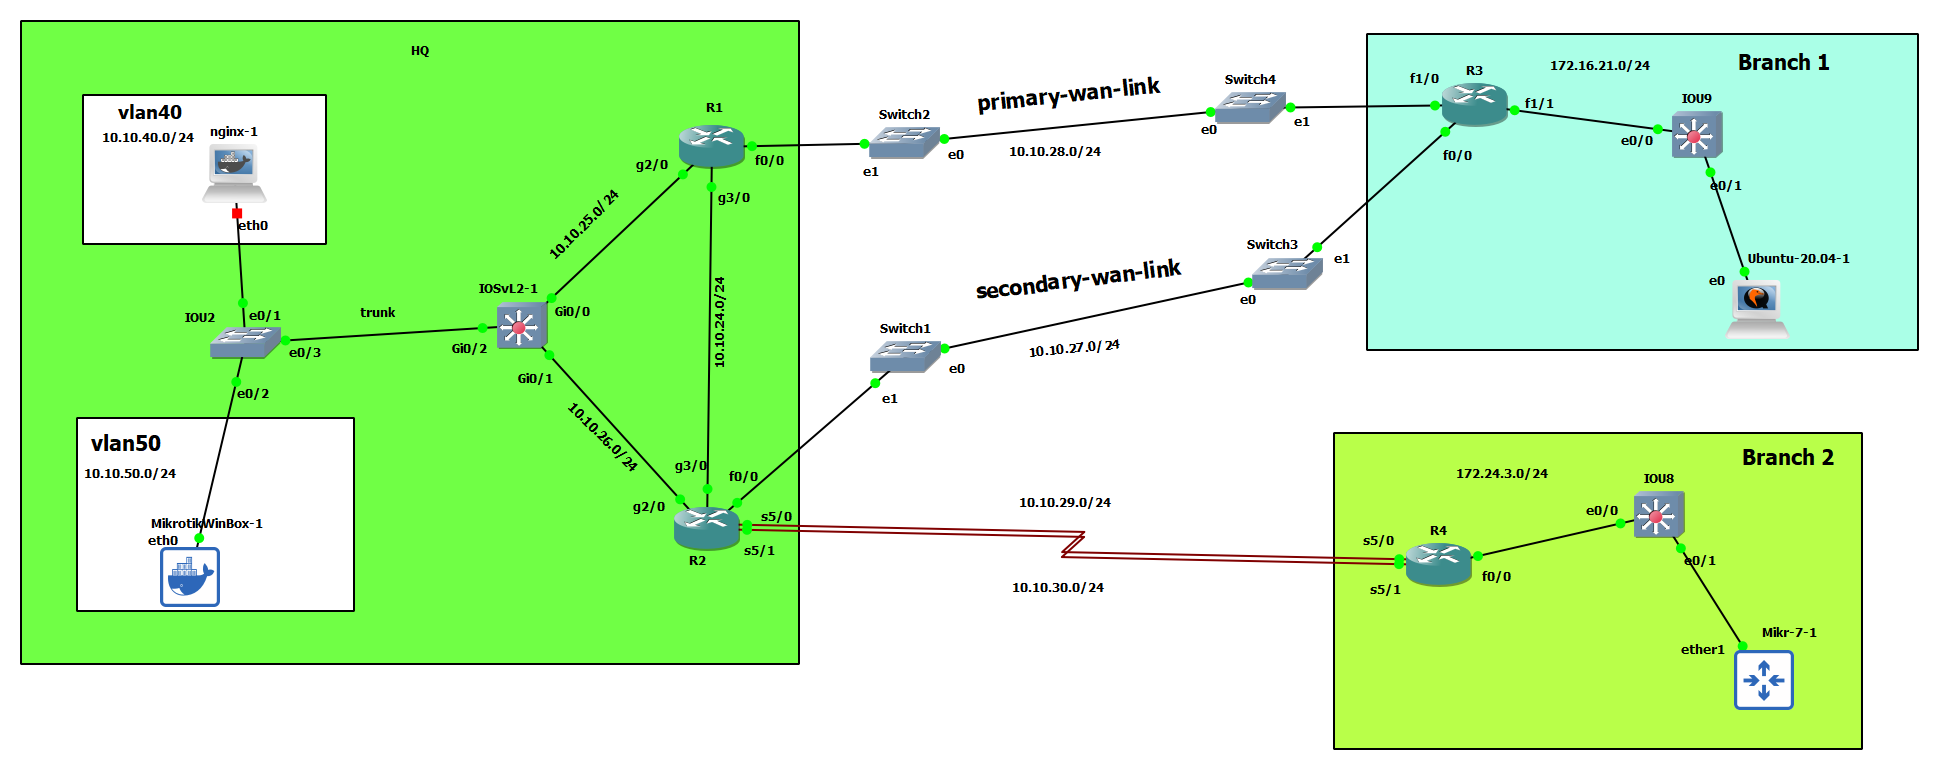 HQ
vlan40
10.10.40.0/24
nginx-1
eth0
IOU2
e0/1
e0/3
e0/2
trunk
vlan50
10.10.50.0/24
MikrotikWinBox-1
eth0
IOSvL2-1
Gi0/0
Gi0/2
Gi0/1
10.10.25.0/24
10.10.26.0/24
10.10.24.0/24
R1
g2/0
f0/0
g3/0
g3/0
f0/0
g2/0
s5/0
s5/1
R2
Switch2
e0
e1
primary-wan-link
10.10.28.0/24
Switch4
e0
e1
Switch1
e0
e1
secondary-wan-link
10.10.27.0/24
Switch3
e1
e0
10.10.29.0/24
10.10.30.0/24
Branch 1
172.16.21.0/24
R3
f1/0
f1/1
f0/0
IOU9
e0/0
e0/1
Ubuntu-20.04-1
e0
Branch 2
172.24.3.0/24
IOU8
e0/0
R4
s5/0
s5/1
f0/0
e0/1
Mikr-7-1
ether1